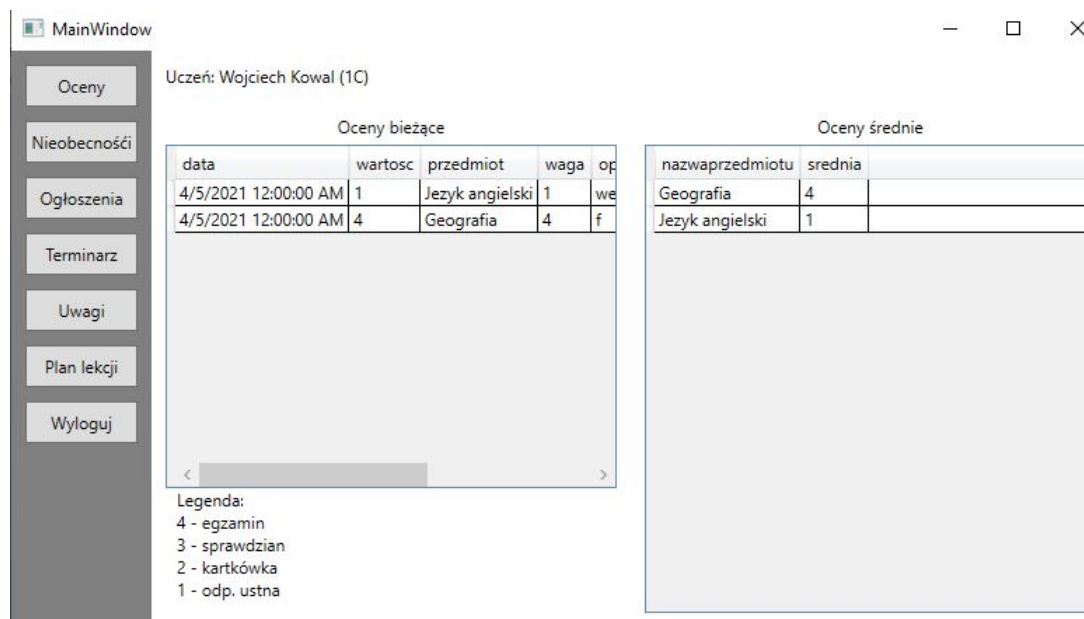 MainWindow
Oceny
Nieobecnośći
Ogłoszenia
Terminarz
Uwagi
Plan lekcji
Wyloguj
Uczeń: Wojciech Kowal (1C)
Oceny bieżące
data wartosc przedmiot waga op
4/5/2021 12:00:00 AM 1 Jezyk angielski 1 we
4/5/2021 12:00:00 AM 4 Geografia 4 f
Legenda:
4 - egzamin
3 - sprawdzian
2 - kartkówka
1 - odp. ustna
Oceny średnie
nazwaprzedmiotu srednia
Geografia 4
Jezyk angielski 1